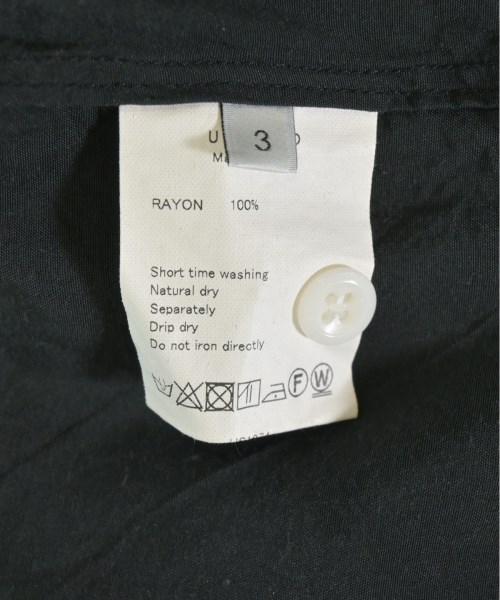 3
RAYON 100%
Short time washing
Natural dry
Separately
Drip dry
Do not iron directly
F W